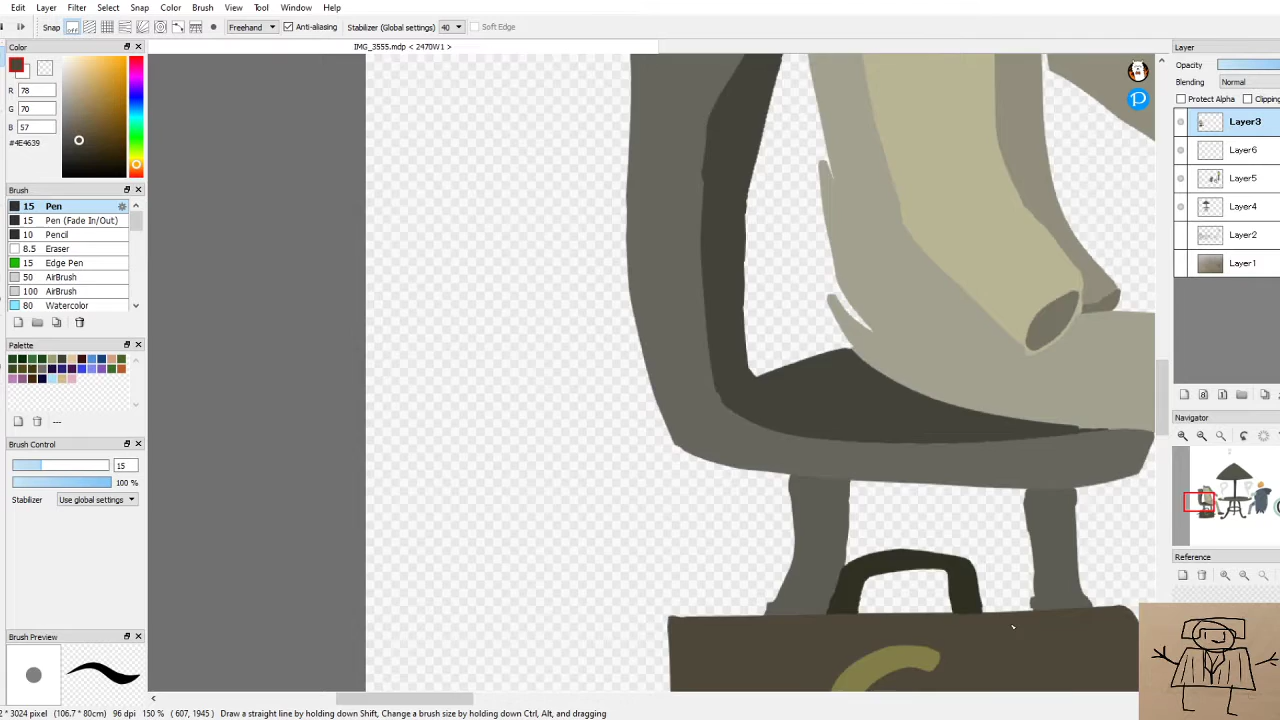 Edit Layer Filter Select Snap Color Brush View Tool Window Help
Snap off Freehand Anti-aliasing Stabilizer (Global settings) 40 Soft Edge
Color
IMG_3555.mdp < 2470W1 >
R 78
G 70
B 57
#4E4639
Brush
15 Pen
15 Pen (Fade In/Out)
10 Pencil
8.5 Eraser
15 Edge Pen
50 AirBrush
100 AirBrush
80 Watercolor
Palette
---
Brush Control
15
100 %
Stabilizer Use global settings
Brush Preview
Layer
Opacity
Blending Normal
Protect Alpha Clipping
Layer3
Layer6
Layer5
Layer4
Layer2
Layer1
Navigator
Reference
2 * 3024 pixel (106.7 * 80cm) 96 dpi 150 % ( 607, 1945 ) Draw a straight line by holding down Shift, Change a brush size by holding down Ctrl, Alt, and dragging